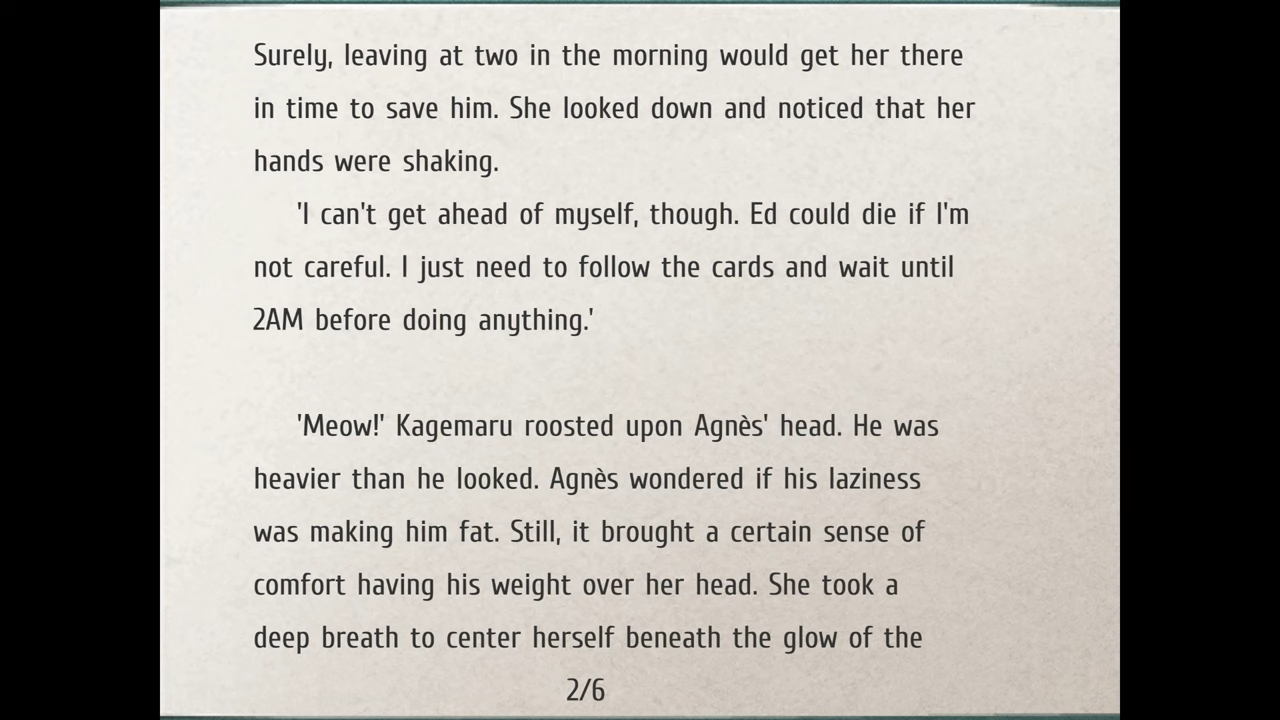 Surely, leaving at two in the morning would get her there
in time to save him. She looked down and noticed that her
hands were shaking.
'I can't get ahead of myself, though. Ed could die if I'm
not careful. I just need to follow the cards and wait until
2AM before doing anything.'
'Meow!' Kagemaru roosted upon Agnès' head. He was
heavier than he looked. Agnès wondered if his laziness
was making him fat. Still, it brought a certain sense of
comfort having his weight over her head. She took a
deep breath to center herself beneath the glow of the
2/6